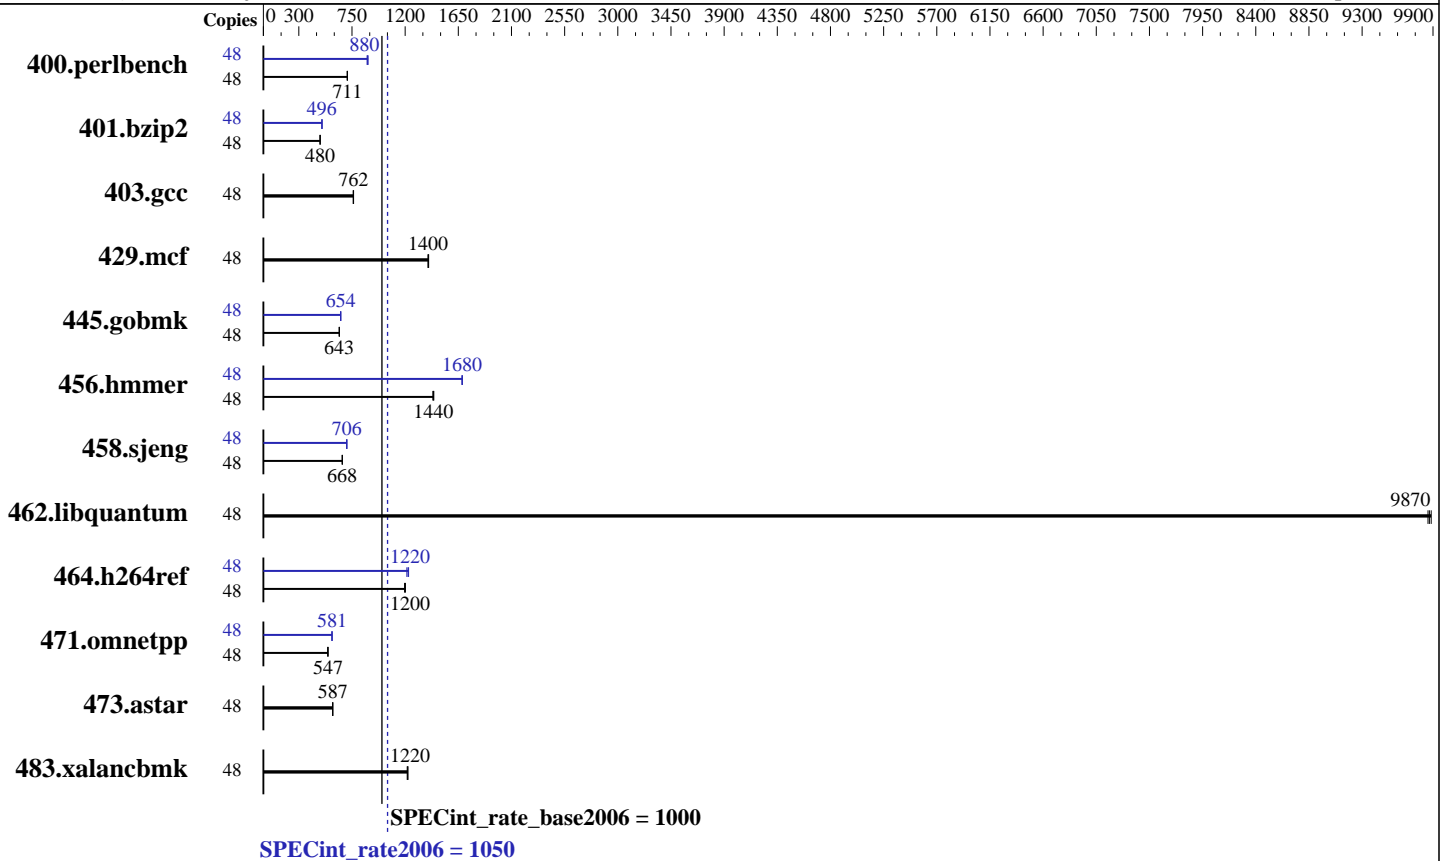 Copies 0 300 750 1200 1650 2100 2550 3000 3450 3900 4350 4800 5250 5700 6150 6600 7050 7500 7950 8400 8850 9300 9900
400.perlbench 48 880
48 711
401.bzip2 48 496
48 480
403.gcc 48 762
429.mcf 48 1400
445.gobmk 48 654
48 643
456.hmmer 48 1680
48 1440
458.sjeng 48 706
48 668
462.libquantum 48 9870
464.h264ref 48 1220
48 1200
471.omnetpp 48 581
48 547
473.astar 48 587
483.xalancbmk 48 1220
SPECint_rate_base2006 = 1000
SPECint_rate2006 = 1050